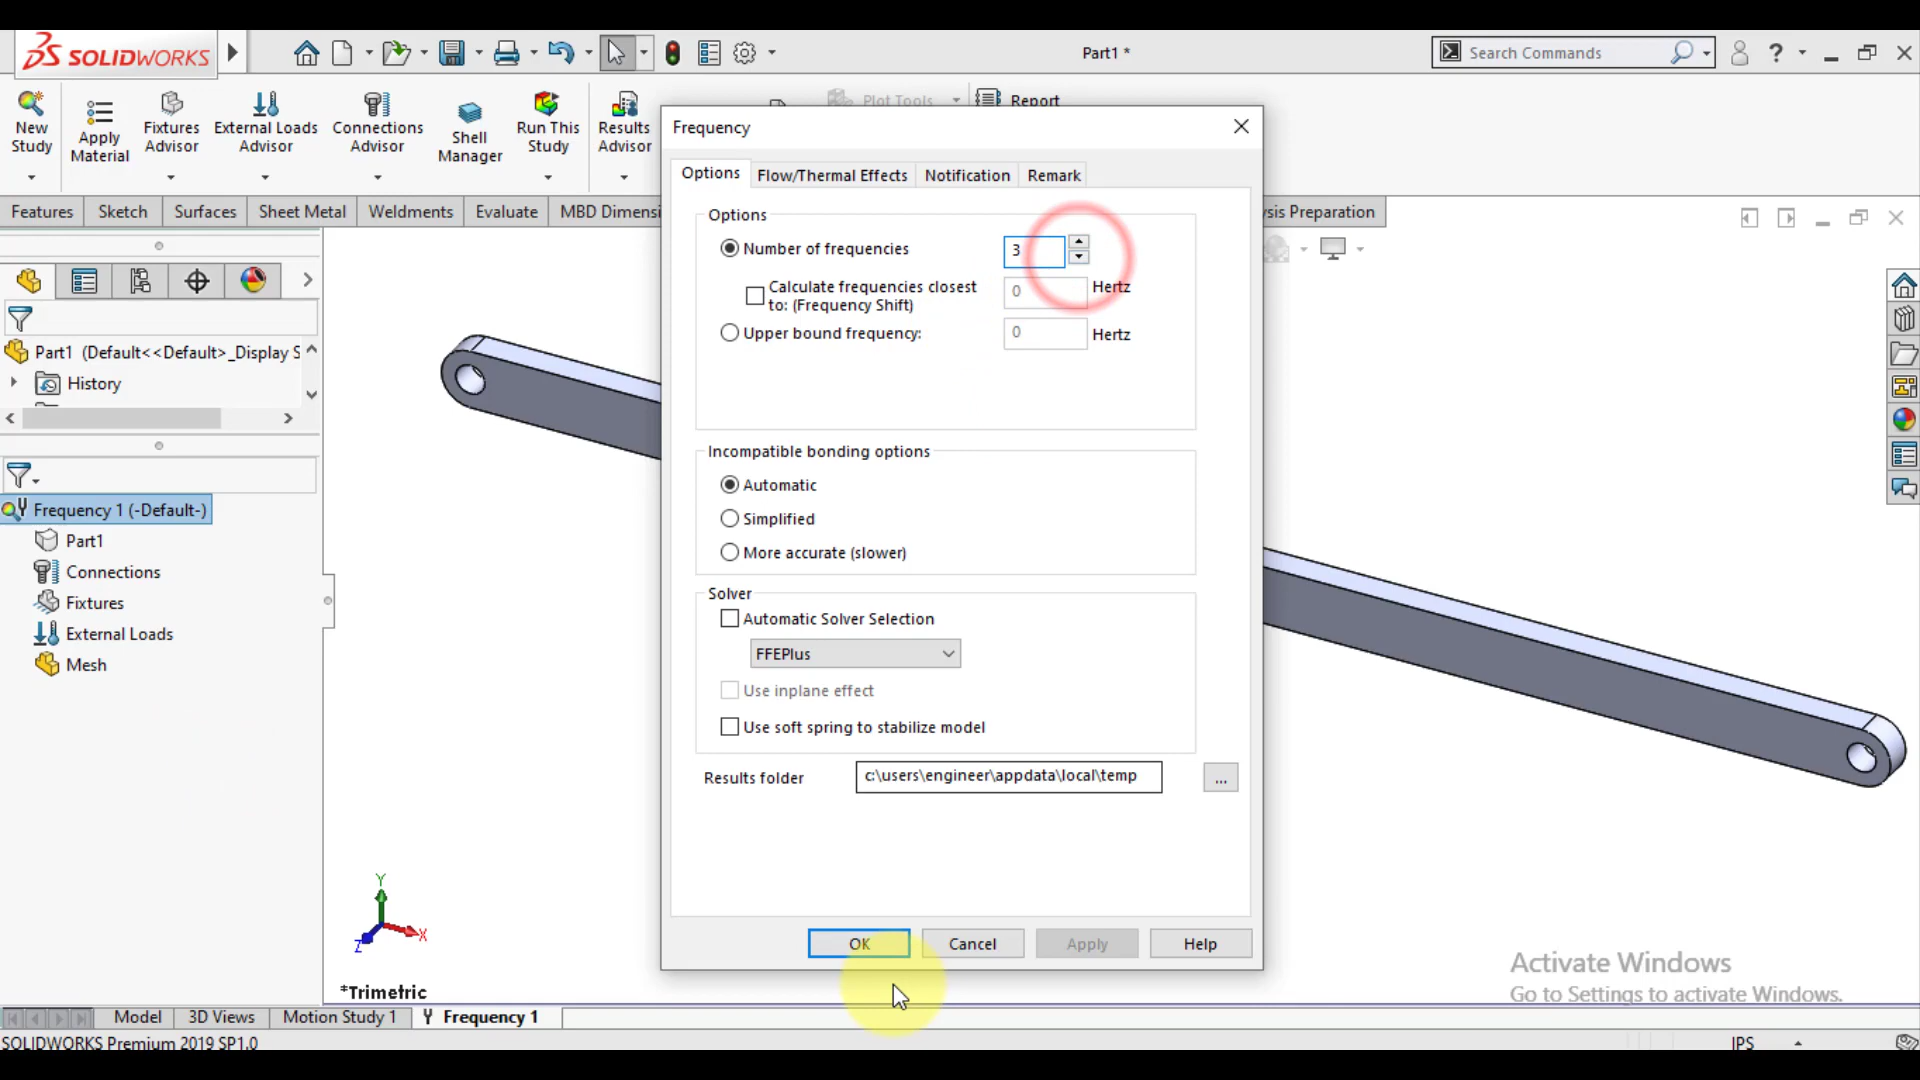 SOLIDWORKS
Part1 *
Search Commands
New Study
Apply Material
Fixtures Advisor
External Loads Advisor
Connections Advisor
Shell Manager
Run This Study
Results Advisor
Plot Tools
Report
Features
Sketch
Surfaces
Sheet Metal
Weldments
Evaluate
MBD Dimensi
ysis Preparation
Part1 (Default<<Default>_Display S
History
Frequency 1 (-Default-)
Part1
Connections
Fixtures
External Loads
Mesh
Frequency
Options
Flow/Thermal Effects
Notification
Remark
Options
Number of frequencies
3
Calculate frequencies closest
to: (Frequency Shift)
0
Hertz
Upper bound frequency:
0
Hertz
Incompatible bonding options
Automatic
Simplified
More accurate (slower)
Solver
Automatic Solver Selection
FFEPlus
Use inplane effect
Use soft spring to stabilize model
Results folder
c:\users\engineer\appdata\local\temp
...
OK
Cancel
Apply
Help
Y
X
Z
*Trimetric
Activate Windows
Go to Settings to activate Windows.
Model
3D Views
Motion Study 1
Frequency 1
SOLIDWORKS Premium 2019 SP1.0
IPS